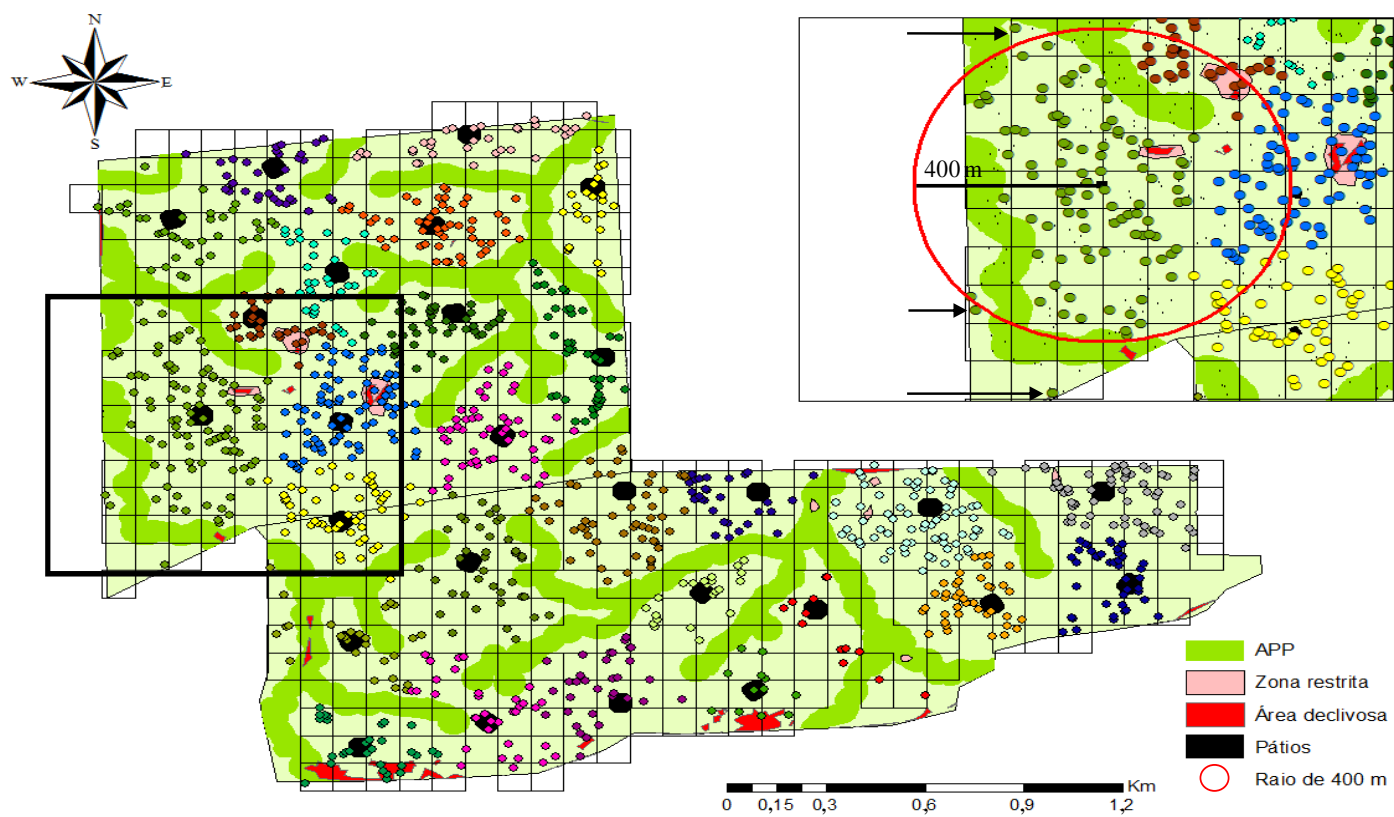 N
W
E
S
400 m
APP
Zona restrita
Área declivosa
Pátios
Raio de 400 m
Km
0 0,15 0,3 0,6 0,9 1,2